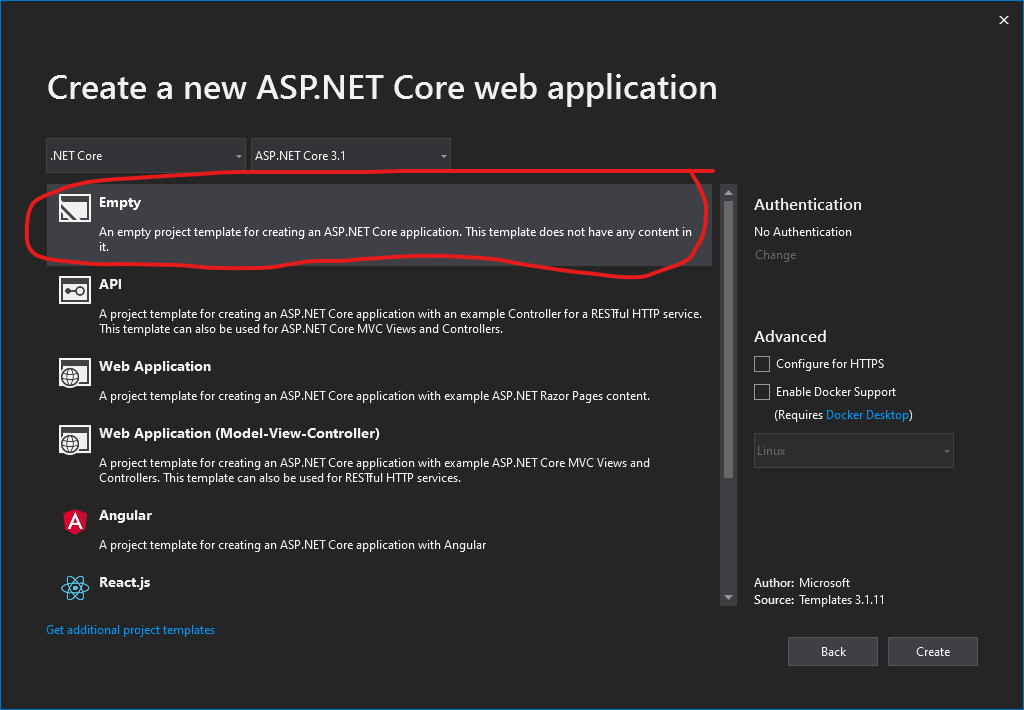 Create a new ASP.NET Core web application
.NET Core
ASP.NET Core 3.1
Empty
An empty project template for creating an ASP.NET Core application. This template does not have any content in
it.
API
A project template for creating an ASP.NET Core application with an example Controller for a RESTful HTTP service.
This template can also be used for ASP.NET Core MVC Views and Controllers.
Web Application
A project template for creating an ASP.NET Core application with example ASP.NET Razor Pages content.
Web Application (Model-View-Controller)
A project template for creating an ASP.NET Core application with example ASP.NET Core MVC Views and
Controllers. This template can also be used for RESTful HTTP services.
Angular
A project template for creating an ASP.NET Core application with Angular
React.js
Get additional project templates
Authentication
No Authentication
Change
Advanced
Configure for HTTPS
Enable Docker Support
(Requires Docker Desktop)
Linux
Author: Microsoft
Source: Templates 3.1.11
Back
Create